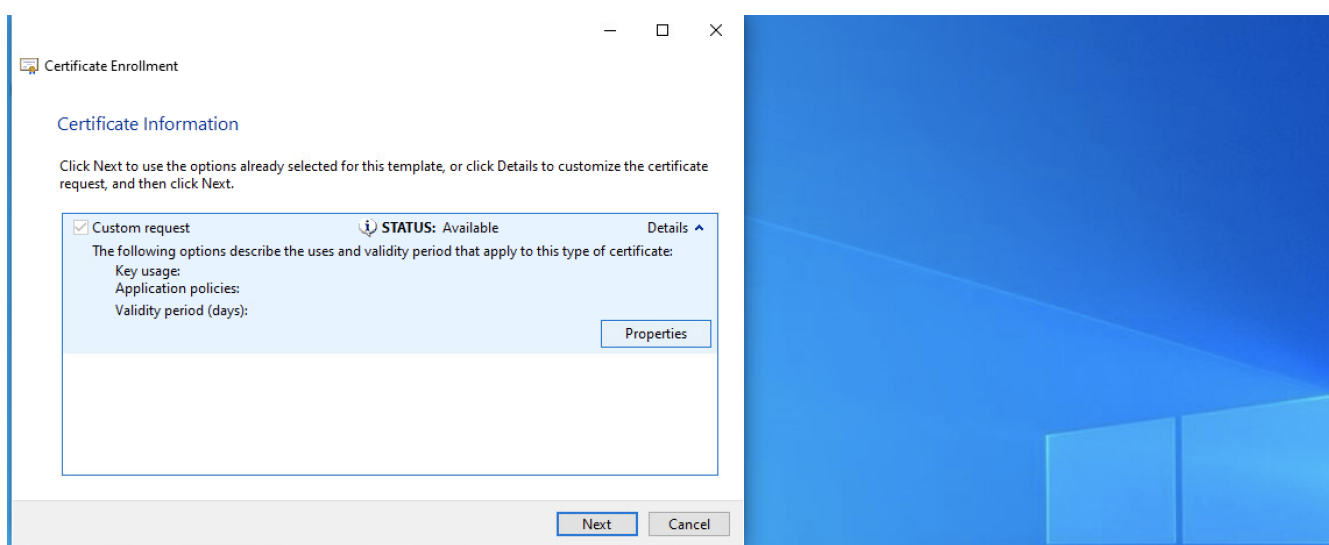 Certificate Enrollment
Certificate Information
Click Next to use the options already selected for this template, or click Details to customize the certificate
request, and then click Next.
Custom request STATUS: Available Details
The following options describe the uses and validity period that apply to this type of certificate:
Key usage:
Application policies:
Validity period (days):
Properties
Next Cancel